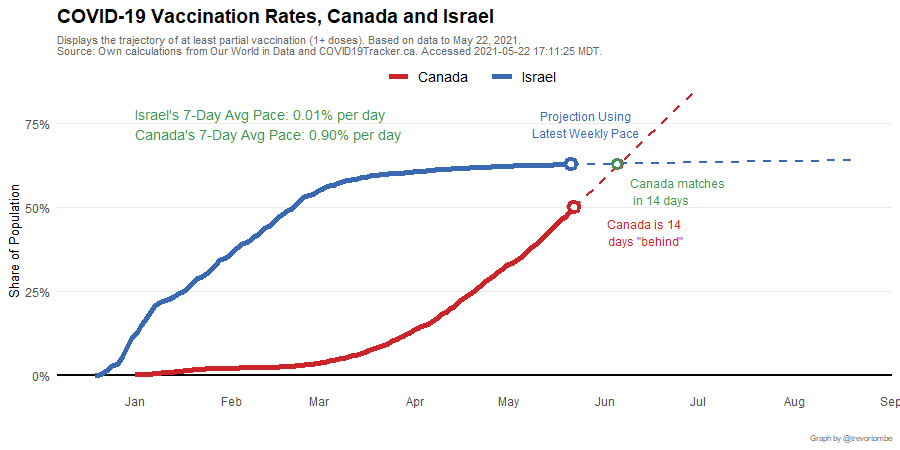 COVID-19 Vaccination Rates, Canada and Israel
Displays the trajectory of at least partial vaccination (1+ doses). Based on data to May 22, 2021.
Source: Own calculations from Our World in Data and COVID19Tracker.ca. Accessed 2021-05-22 17:11:25 MDT.
Canada Israel
Israel's 7-Day Avg Pace: 0.01% per day
Canada's 7-Day Avg Pace: 0.90% per day
Projection Using
Latest Weekly Pace
Canada matches
in 14 days
Canada is 14
days "behind"
Share of Population
75%
50%
25%
0%
Jan Feb Mar Apr May Jun Jul Aug Sep
Graph by @trevortombe